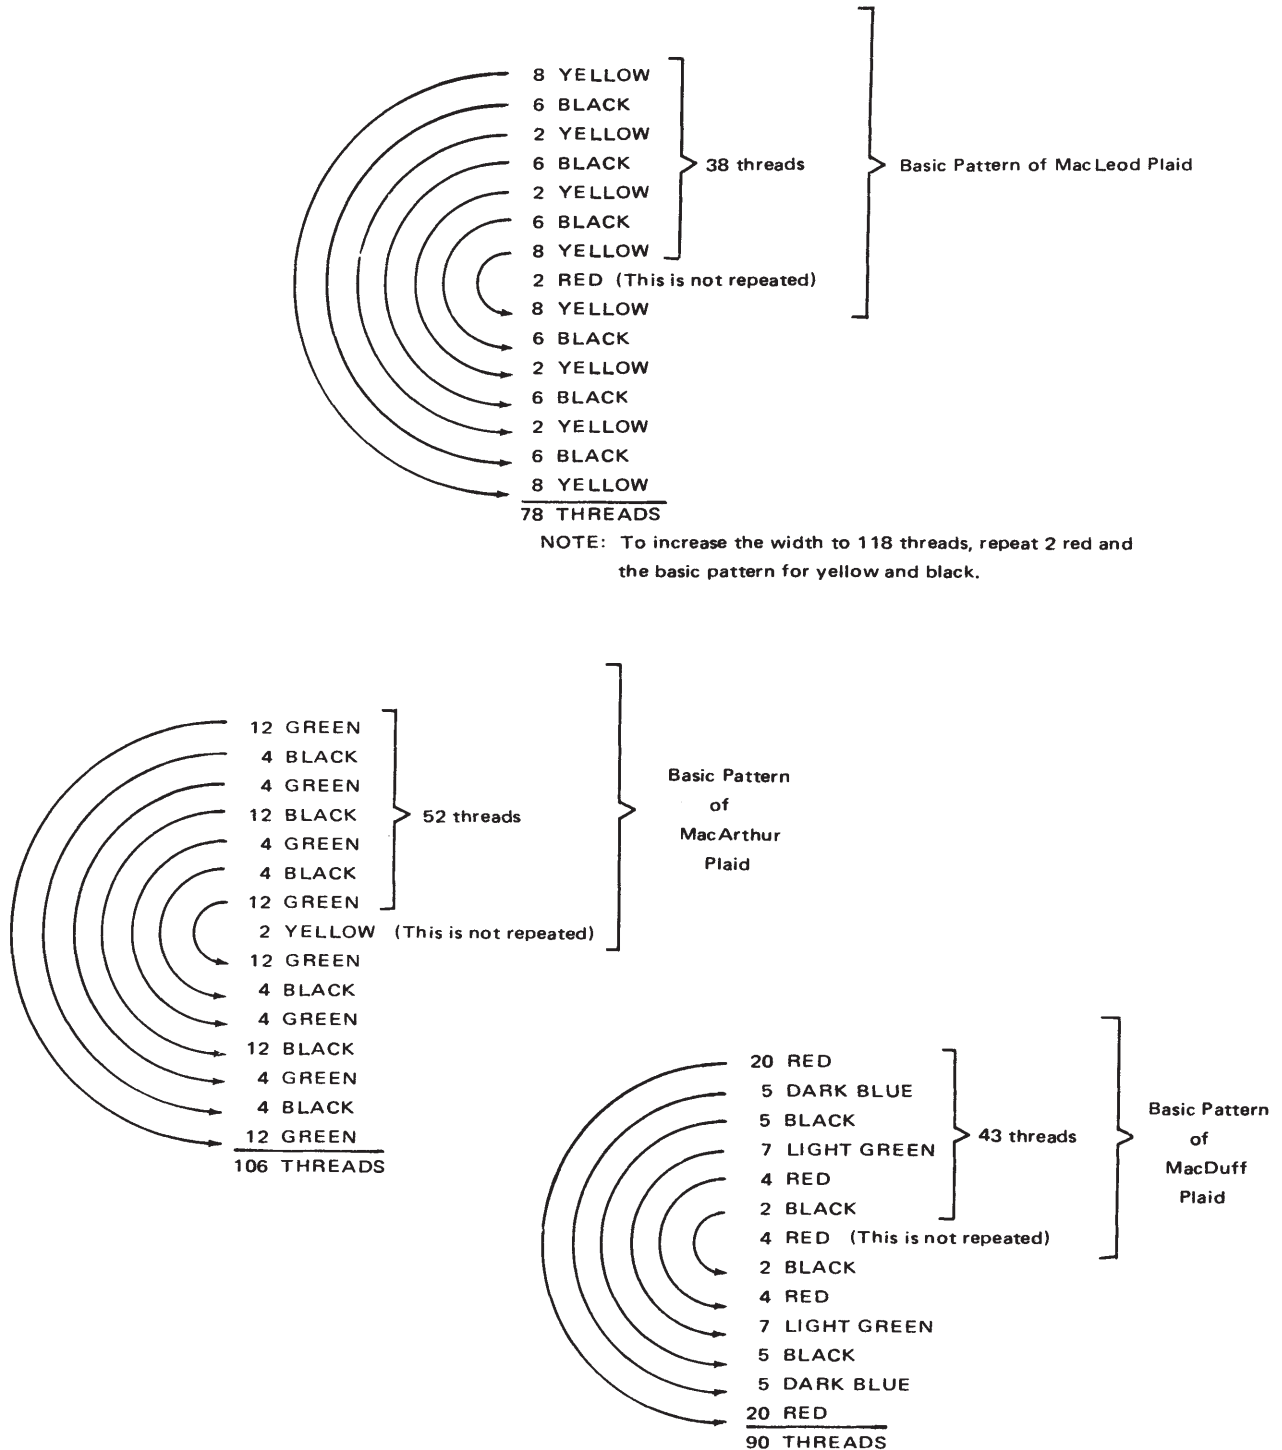 8 YELLOW
6 BLACK
2 YELLOW
6 BLACK
2 YELLOW
6 BLACK
8 YELLOW
38 threads
Basic Pattern of MacLeod Plaid
2 RED (This is not repeated)
8 YELLOW
6 BLACK
2 YELLOW
6 BLACK
2 YELLOW
6 BLACK
8 YELLOW
78 THREADS
NOTE: To increase the width to 118 threads, repeat 2 red and
the basic pattern for yellow and black.
12 GREEN
4 BLACK
4 GREEN
12 BLACK
4 GREEN
4 BLACK
12 GREEN
52 threads
Basic Pattern
of
MacArthur
Plaid
2 YELLOW (This is not repeated)
12 GREEN
4 BLACK
4 GREEN
12 BLACK
4 GREEN
4 BLACK
12 GREEN
106 THREADS
20 RED
5 DARK BLUE
5 BLACK
7 LIGHT GREEN
4 RED
2 BLACK
43 threads
Basic Pattern
of
MacDuff
Plaid
4 RED (This is not repeated)
2 BLACK
4 RED
7 LIGHT GREEN
5 BLACK
5 DARK BLUE
20 RED
90 THREADS